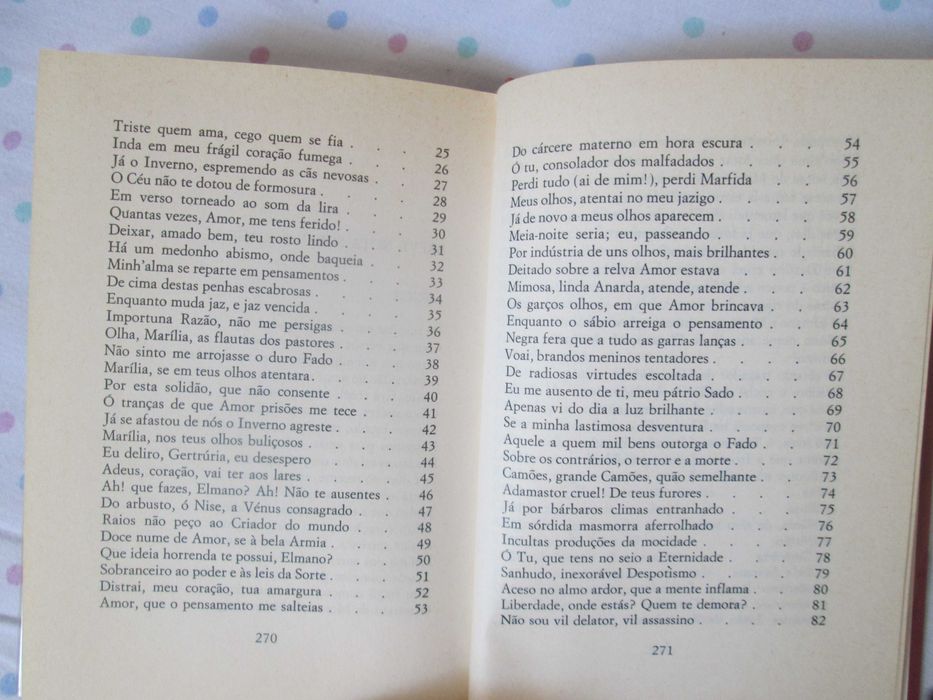 Triste quem ama, cego quem se fia . . . 25
Inda em meu frágil coração fumega . . . 26
Já o Inverno, espremendo as cãs nevosas . . 27
O Céu não te dotou de formosura . . . 28
Em verso torneado ao som da lira . . . 29
Quantas vezes, Amor, me tens ferido! . . 30
Deixar, amado bem, teu rosto lindo . . . 31
Há um medonho abismo, onde baqueia . . 32
Minh'alma se reparte em pensamentos . . . 33
De cima destas penhas escabrosas . . . . 34
Enquanto muda jaz, e jaz vencida . . . . 35
Importuna Razão, não me persigas . . . 36
Olha, Marília, as flautas dos pastores . . . 37
Não sinto me arrojasse o duro Fado . . . 38
Marília, se em teus olhos atentara . . . . 39
Por esta solidão, que não consente . . . 40
Ó tranças de que Amor prisões me tece . . 41
Já se afastou de nós o Inverno agreste . . . 42
Marília, nos teus olhos buliçosos . . . . 43
Eu deliro, Gertrúria, eu desespero . . . 44
Adeus, coração, vai ter aos lares . . . . 45
Ah! que fazes, Elmano? Ah! Não te ausentes . 46
Do arbusto, ó Nise, a Vénus consagrado . . 47
Raios não peço ao Criador do mundo . . 48
Doce nume de Amor, se à bela Armia . . 49
Que ideia horrenda te possui, Elmano? . . 50
Sobranceiro ao poder e às leis da Sorte . . . 51
Distrai, meu coração, tua amargura . . . 52
Amor, que o pensamento me salteias . . . 53
270
Do cárcere materno em hora escura . . . 54
Ó tu, consolador dos malfadados . . . . 55
Perdi tudo (ai de mim!), perdi Marfida . . 56
Meus olhos, atentai no meu jazigo . . . 57
Já de novo a meus olhos aparecem . . . . 58
Meia-noite seria; eu, passeando . . . . 59
Por indústria de uns olhos, mais brilhantes . . 60
Deitado sobre a relva Amor estava . . . 61
Mimosa, linda Anarda, atende, atende . . 62
Os garços olhos, em que Amor brincava . . 63
Enquanto o sábio arreiga o pensamento . . 64
Negra fera que a tudo as garras lanças . . . 65
Voai, brandos meninos tentadores . . . . 66
De radiosas virtudes escoltada . . . . 67
Eu me ausento de ti, meu pátrio Sado . . . 68
Apenas vi do dia a luz brilhante . . . . 69
Se a minha lastimosa desventura . . . . 70
Aquele a quem mil bens outorga o Fado . . 71
Sobre os contrários, o terror e a morte . . . 72
Camões, grande Camões, quão semelhante . . 73
Adamastor cruel! De teus furores . . . . 74
Já por bárbaros climas entranhado . . . 75
Em sórdida masmorra aferrolhado . . . 76
Incultas produções da mocidade . . . . 77
Ó Tu, que tens no seio a Eternidade . . . 78
Sanhudo, inexorável Despotismo . . . . 79
Aceso no almo ardor, que a mente inflama . . 80
Liberdade, onde estás? Quem te demora? . . 81
Não sou vil delator, vil assassino . . . . 82
271